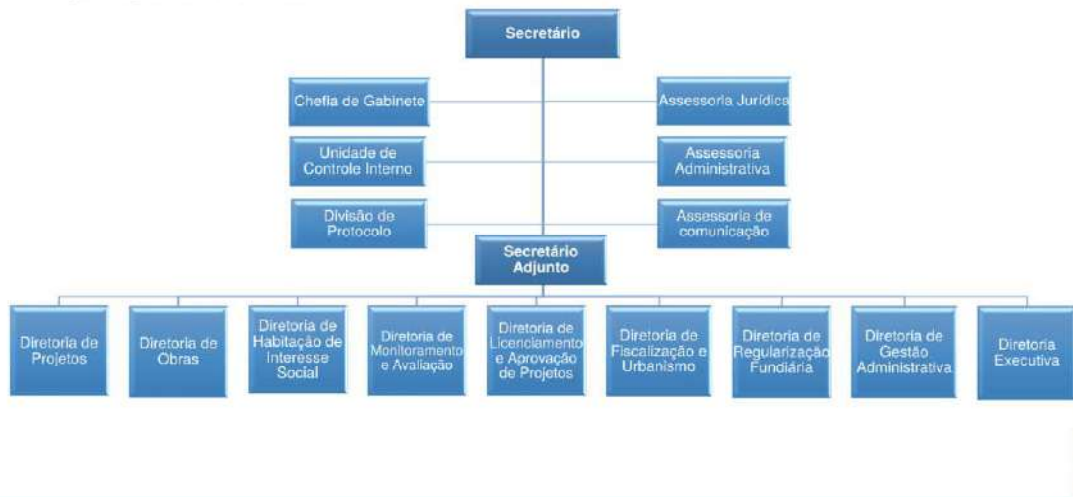 Secretário
Chefia de Gabinete
Assessoria Jurídica
Unidade de
Controle Interno
Assessoria
Administrativa
Divisão de
Protocolo
Assessoria de
comunicação
Secretário
Adjunto
Diretoria de
Projetos
Diretoria de
Obras
Diretoria de
Habitação de
Interesse
Social
Diretoria de
Monitoramento
e Avaliação
Diretoria de
Licenciamento
e Aprovação
de Projetos
Diretoria de
Fiscalização e
Urbanismo
Diretoria de
Regularização
Fundiária
Diretoria de
Gestão
Administrativa
Diretoria
Executiva